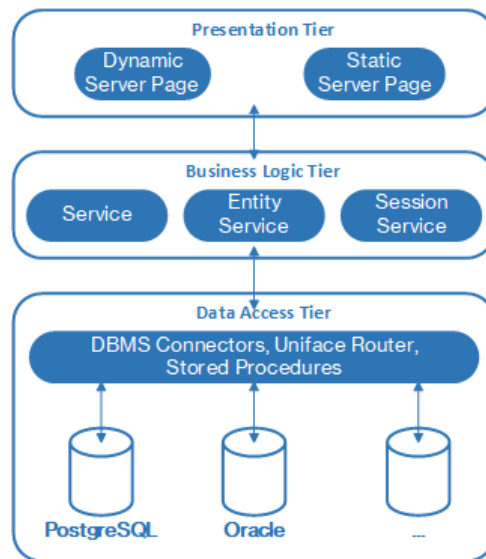 Presentation Tier
Dynamic
Server Page
Static
Server Page
Business Logic Tier
Service
Entity
Service
Session
Service
Data Access Tier
DBMS Connectors, Uniface Router,
Stored Procedures
PostgreSQL
Oracle
...